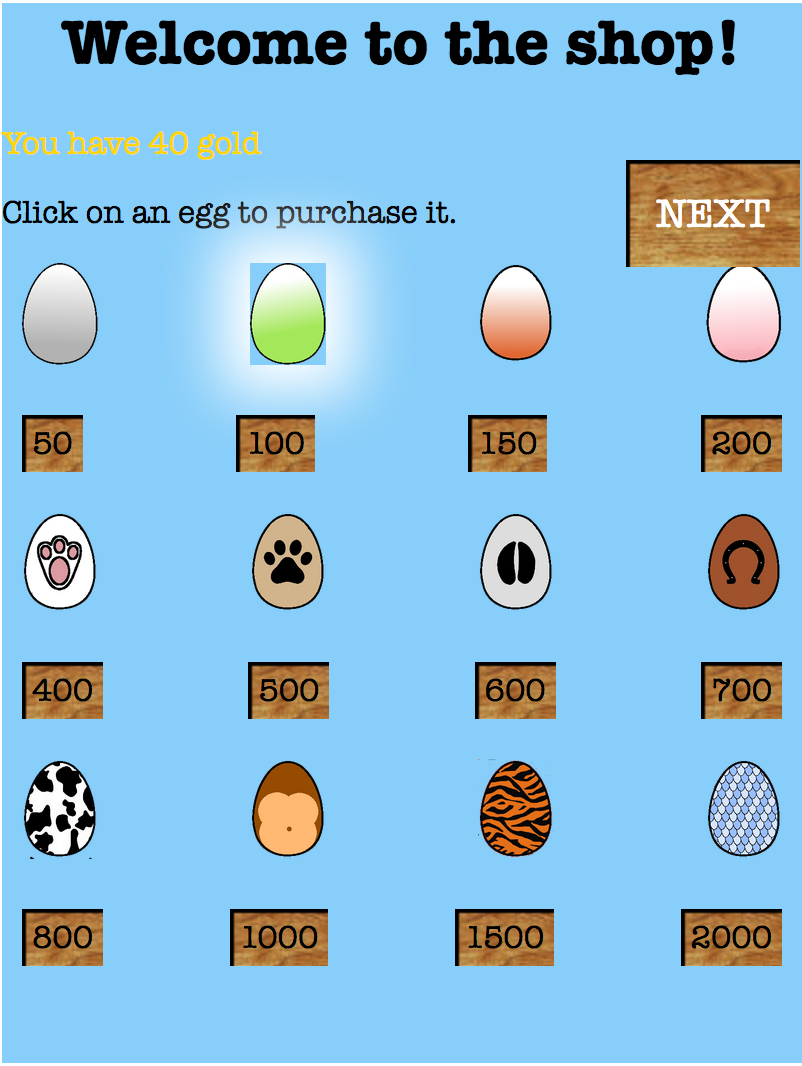 Welcome to the shop!
You have 40 gold
Click on an egg to purchase it.
NEXT
50 100 150 200
400 500 600 700
800 1000 1500 2000